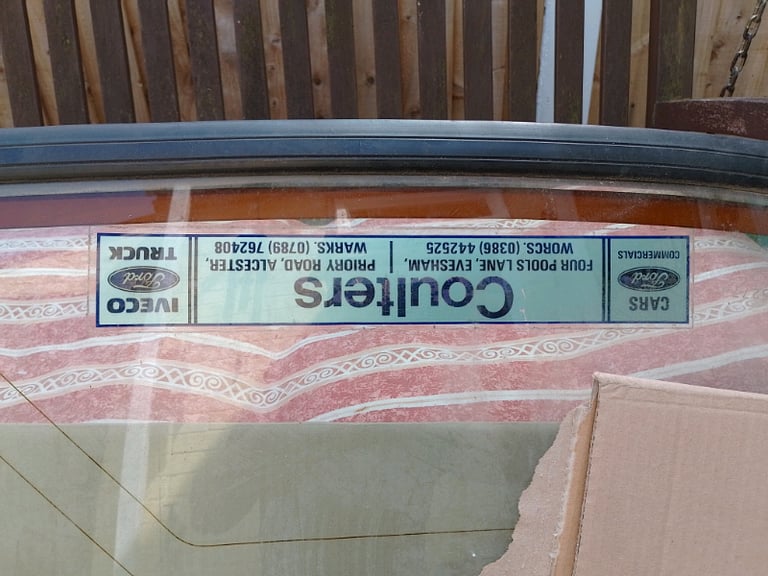 CARS
Ford
COMMERCIALS
Coulters
FOUR POOLS LANE, EVESHAM,
WORCS. (0386) 442525
PRIORY ROAD, ALCESTER,
WARKS. (0789) 762408
IVECO
Ford
TRUCK